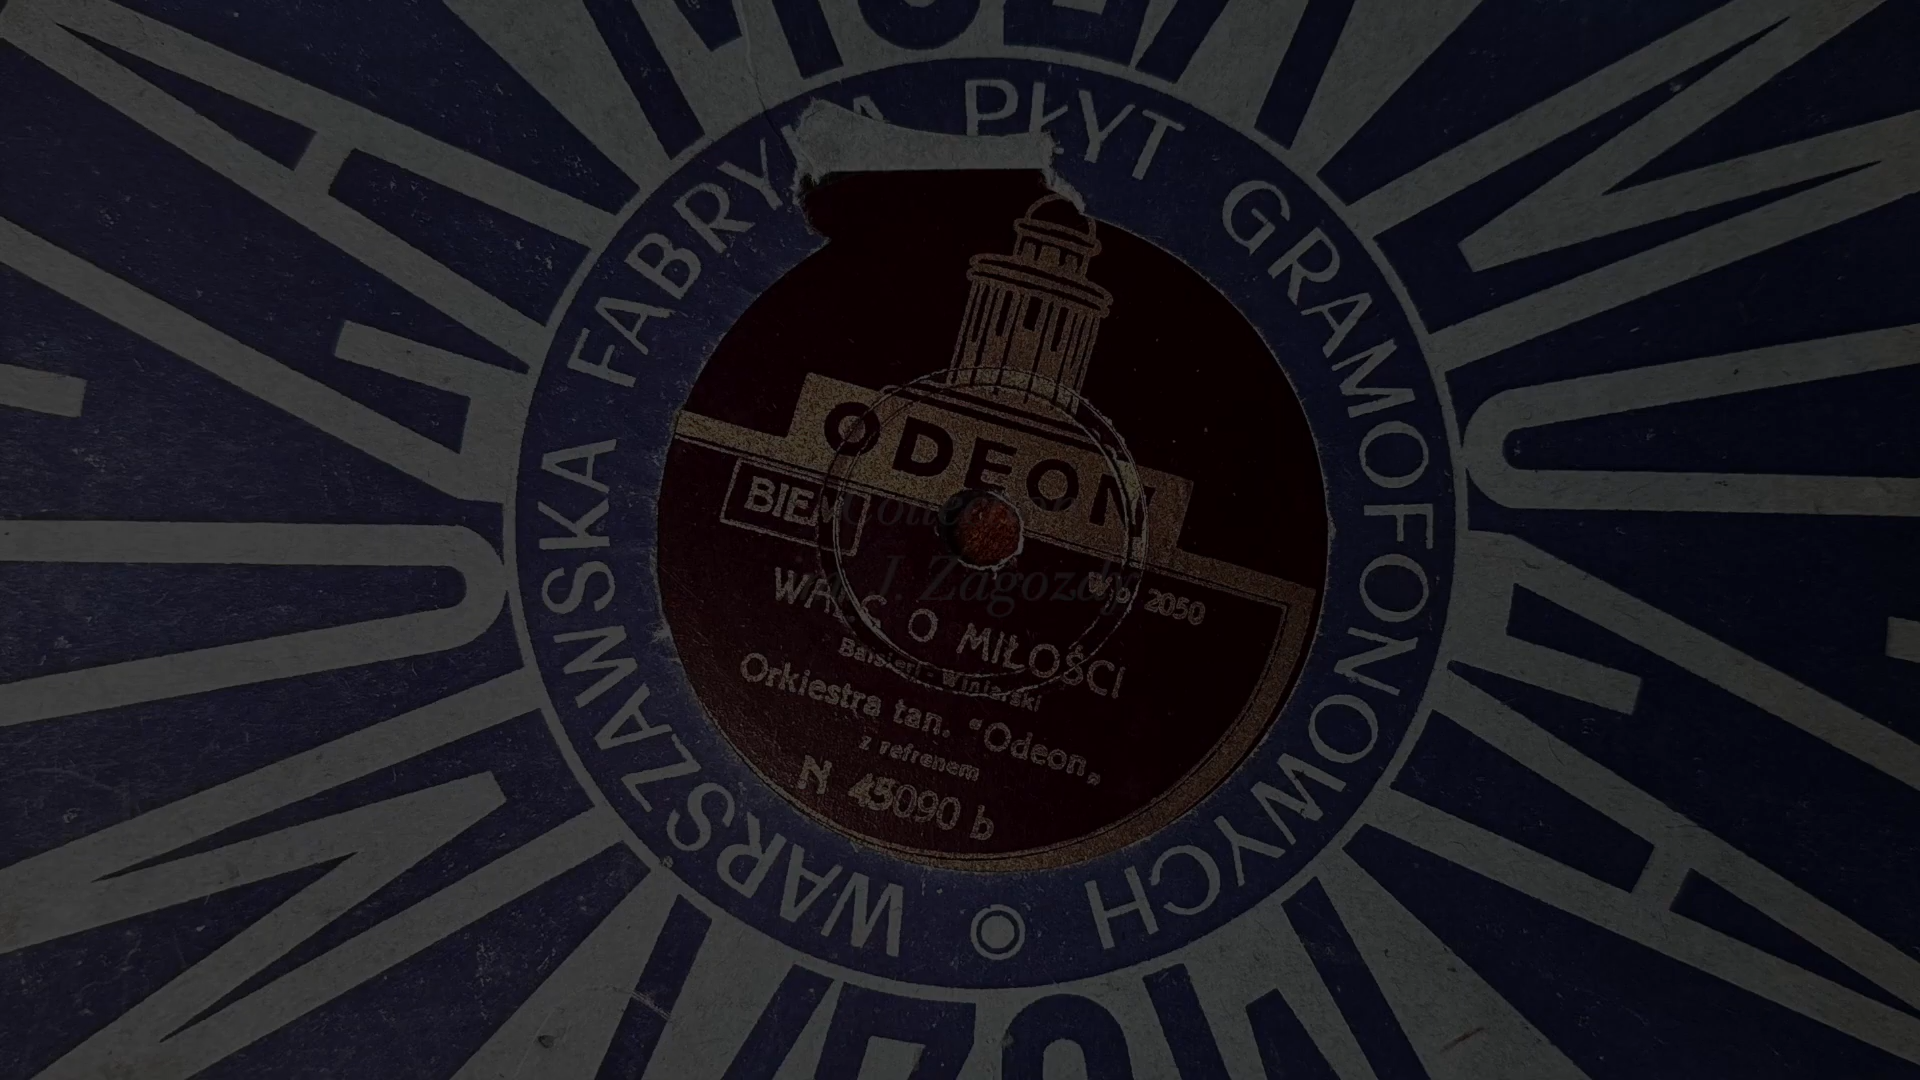 WARSZAWSKA FABRYKA PŁYT GRAMOFONOWYCH
ODEON
BIEM
W.p. 2050
WALC O MIŁOŚCI
Orkiestra tan. "Odeon„
z refrenem
N 45090 b
J. Zagozdy